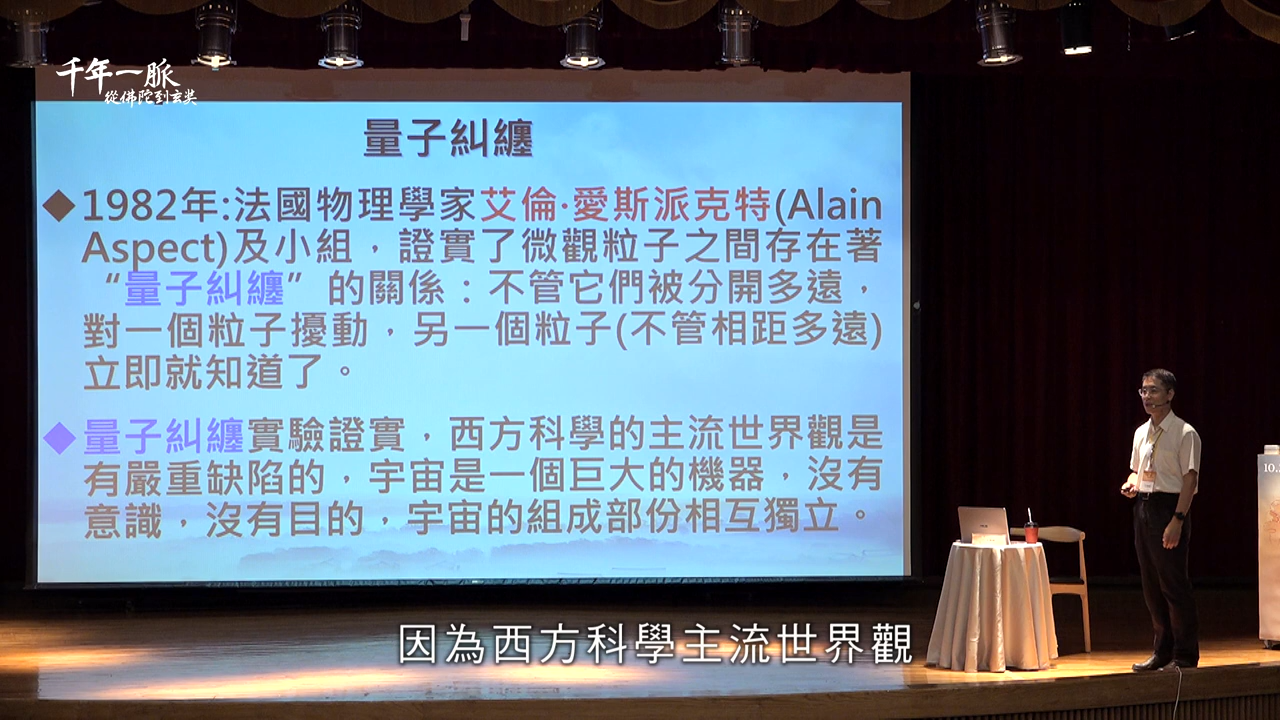 千年一脈
從佛陀到玄奘
量子糾纏
◆1982年:法國物理學家艾倫·愛斯派克特(Alain
Aspect)及小組，證實了微觀粒子之間存在著
“量子糾纏”的關係：不管它們被分開多遠，
對一個粒子擾動，另一個粒子(不管相距多遠)
立即就知道了。
◆量子糾纏實驗證實，西方科學的主流世界觀是
有嚴重缺陷的，宇宙是一個巨大的機器，沒有
意識，沒有目的，宇宙的組成部份相互獨立。
因為西方科學主流世界觀